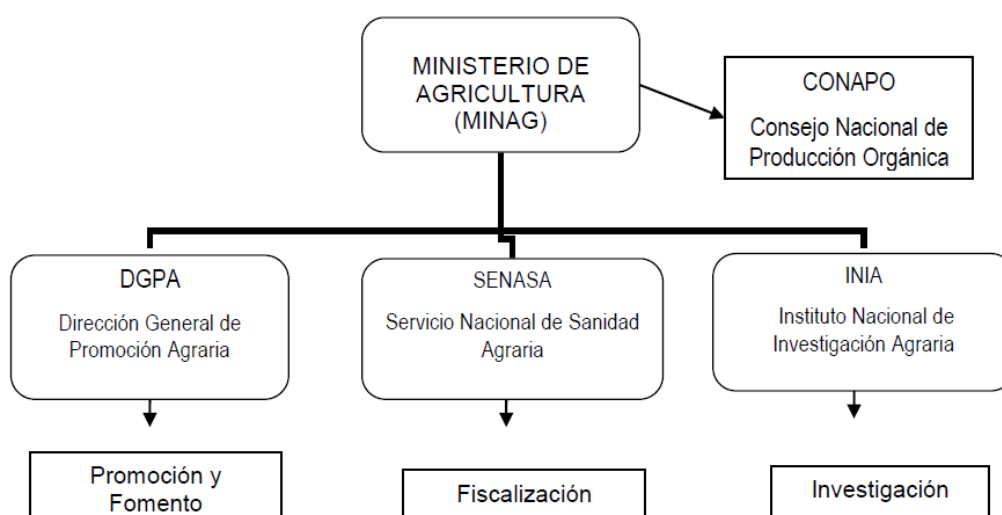 MINISTERIO DE
AGRICULTURA
(MINAG)
CONAPO
Consejo Nacional de
Producción Orgánica
DGPA
Dirección General de
Promoción Agraria
SENASA
Servicio Nacional de Sanidad
Agraria
INIA
Instituto Nacional de
Investigación Agraria
Promoción y
Fomento
Fiscalización
Investigación